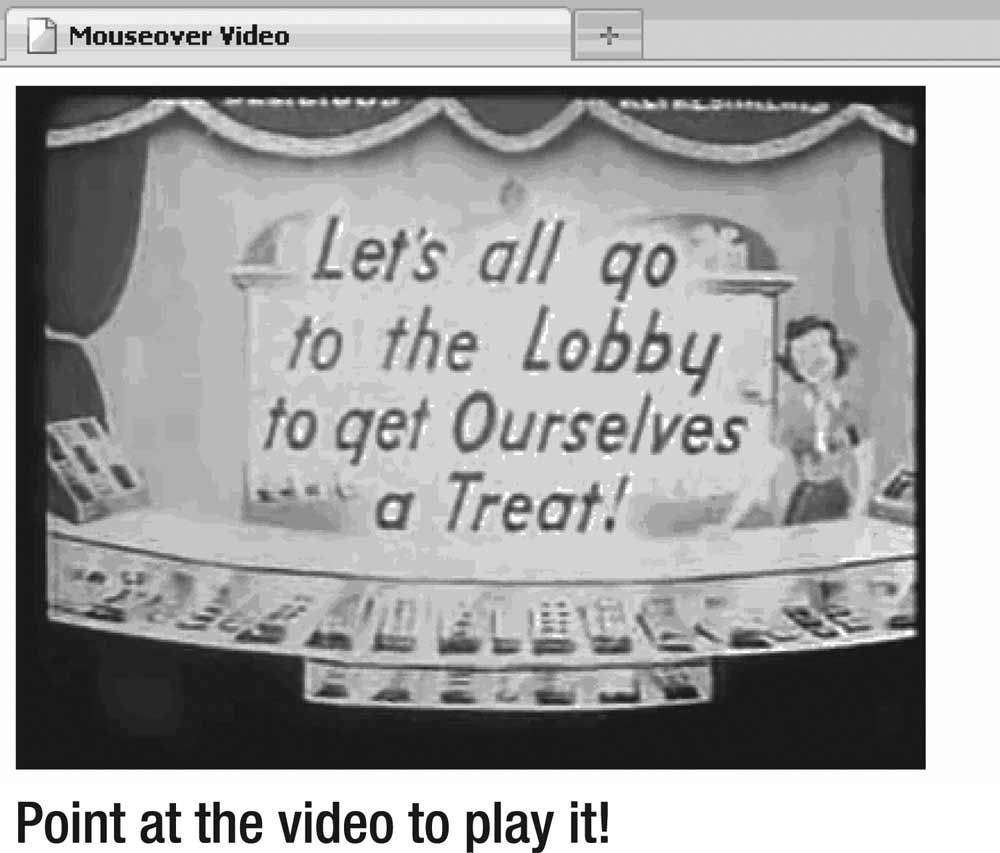 Mouseover Video
Let's all go
to the Lobby
to get Ourselves
a Treat!
Point at the video to play it!